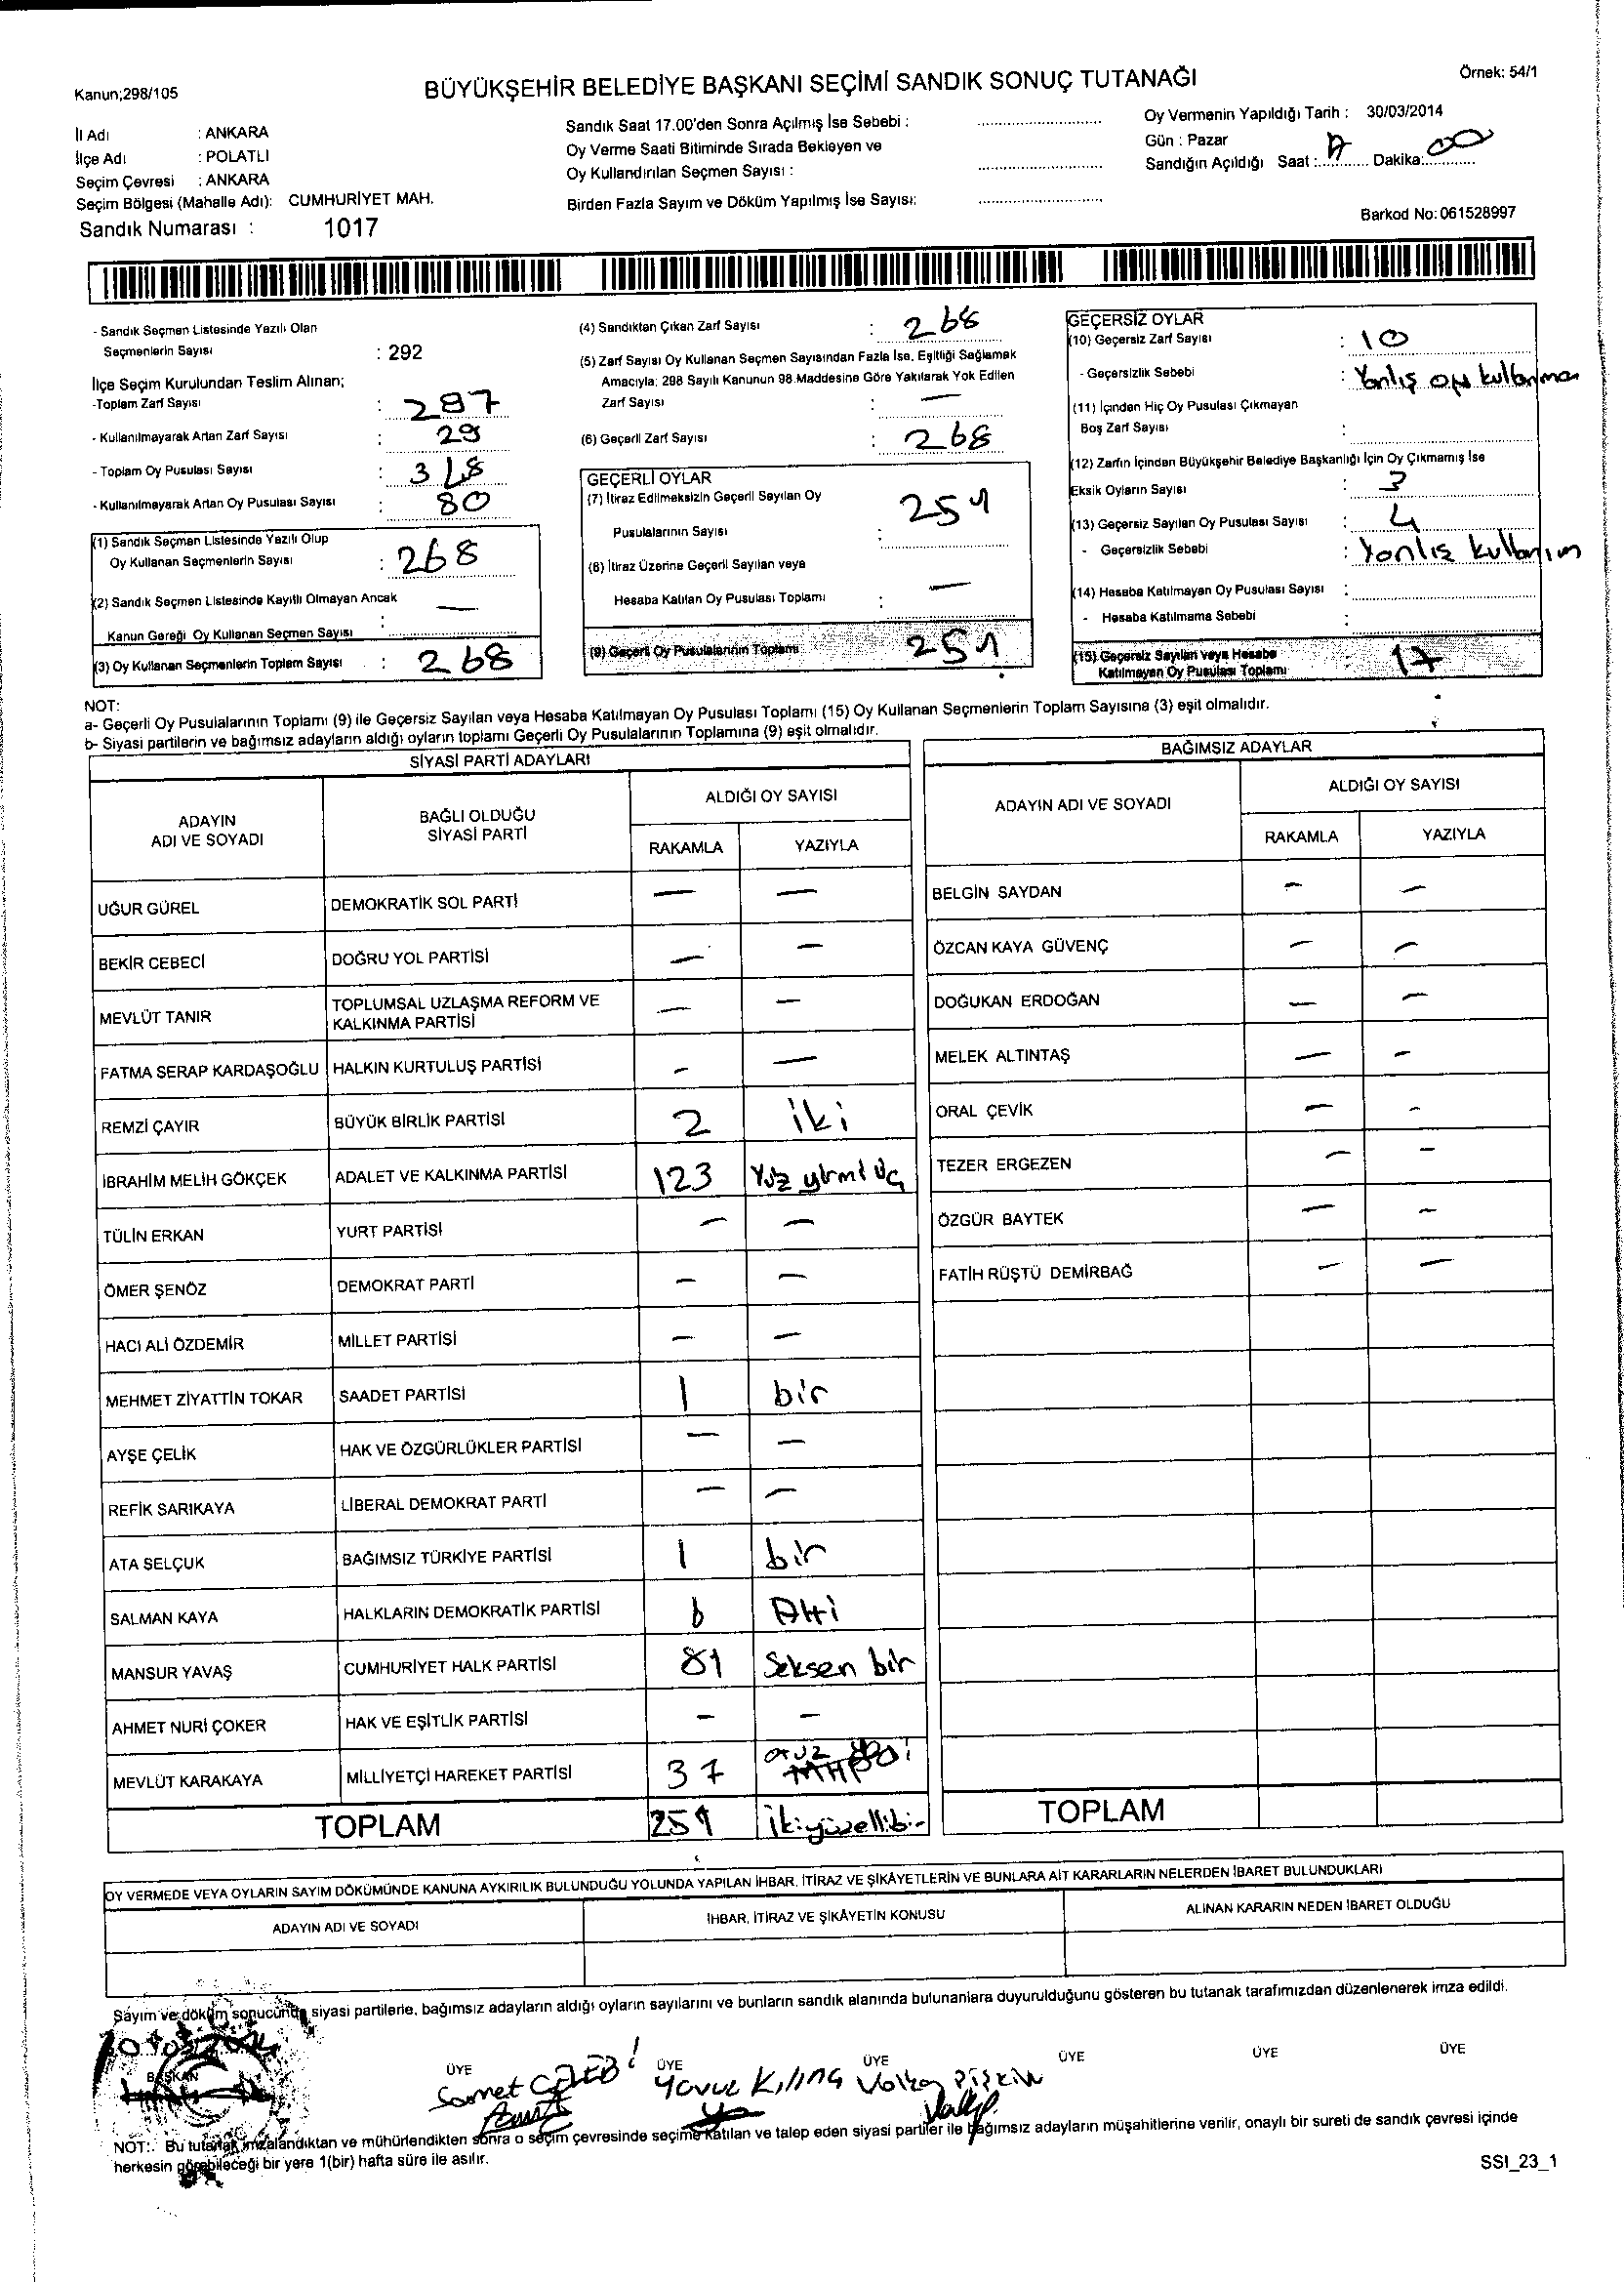 Kanun;298/105
BÜYÜKŞEHİR BELEDİYE BAŞKANI SEÇİMİ SANDIK SONUÇ TUTANAĞI
Örnek: 54/1
İl Adı : ANKARA
İlçe Adı : POLATLI
Seçim Çevresi : ANKARA
Seçim Bölgesi (Mahalle Adı): CUMHURİYET MAH.
Sandık Numarası : 1017
Sandık Saat 17.00'den Sonra Açılmış İse Sebebi :
Oy Verme Saati Bitiminde Sırada Bekleyen ve
Oy Kullandırılan Seçmen Sayısı :
Birden Fazla Sayım ve Döküm Yapılmış İse Sayısı:
Oy Vermenin Yapıldığı Tarih : 30/03/2014
Gün : Pazar
Sandığın Açıldığı Saat : 17 Dakika: 00
Barkod No:061528997
- Sandık Seçmen Listesinde Yazılı Olan
Seçmenlerin Sayısı : 292
İlçe Seçim Kurulundan Teslim Alınan;
-Toplam Zarf Sayısı : 297
- Kullanılmayarak Artan Zarf Sayısı : 29
- Toplam Oy Pusulası Sayısı : 318
- Kullanılmayarak Artan Oy Pusulası Sayısı : 80
(1) Sandık Seçmen Listesinde Yazılı Olup
Oy Kullanan Seçmenlerin Sayısı : 268
(2) Sandık Seçmen Listesinde Kayıtlı Olmayan Ancak
Kanun Gereği Oy Kullanan Seçmen Sayısı : —
(3) Oy Kullanan Seçmenlerin Toplam Sayısı : 268
(4) Sandıktan Çıkan Zarf Sayısı : 268
(5) Zarf Sayısı Oy Kullanan Seçmen Sayısından Fazla İse, Eşitliği Sağlamak
Amacıyla; 298 Sayılı Kanunun 98.Maddesine Göre Yakılarak Yok Edilen
Zarf Sayısı : —
(6) Geçerli Zarf Sayısı : 268
GEÇERLİ OYLAR
(7) İtiraz Edilmeksizin Geçerli Sayılan Oy
Pusulalarının Sayısı : 251
(8) İtiraz Üzerine Geçerli Sayılan veya
Hesaba Katılan Oy Pusulası Toplamı : —
(9) Geçerli Oy Pusulalarının Toplamı 251
GEÇERSİZ OYLAR
(10) Geçersiz Zarf Sayısı : 10
- Geçersizlik Sebebi : Yanlış oy kullanma
(11) İçinden Hiç Oy Pusulası Çıkmayan
Boş Zarf Sayısı :
(12) Zarfın İçinden Büyükşehir Belediye Başkanlığı İçin Oy Çıkmamış İse
Eksik Oyların Sayısı : 3
(13) Geçersiz Sayılan Oy Pusulası Sayısı : 4
- Geçersizlik Sebebi : Yanlış kullanım
(14) Hesaba Katılmayan Oy Pusulası Sayısı :
- Hesaba Katılmama Sebebi :
(15) Geçersiz Sayılan veya Hesaba
Katılmayan Oy Pusulası Toplamı : 17
NOT:
a- Geçerli Oy Pusulalarının Toplamı (9) ile Geçersiz Sayılan veya Hesaba Katılmayan Oy Pusulası Toplamı (15) Oy Kullanan Seçmenlerin Toplam Sayısına (3) eşit olmalıdır.
b- Siyasi partilerin ve bağımsız adayların aldığı oyların toplamı Geçerli Oy Pusulalarının Toplamına (9) eşit olmalıdır.
SİYASİ PARTİ ADAYLARI
ADAYIN
ADI VE SOYADI
BAĞLI OLDUĞU
SİYASİ PARTİ
ALDIĞI OY SAYISI
RAKAMLA YAZIYLA
UĞUR GÜREL DEMOKRATİK SOL PARTİ — —
BEKİR CEBECİ DOĞRU YOL PARTİSİ — —
MEVLÜT TANIR TOPLUMSAL UZLAŞMA REFORM VE
KALKINMA PARTİSİ — —
FATMA SERAP KARDAŞOĞLU HALKIN KURTULUŞ PARTİSİ — —
REMZİ ÇAYIR BÜYÜK BİRLİK PARTİSİ 2 iki
İBRAHİM MELİH GÖKÇEK ADALET VE KALKINMA PARTİSİ 123 Yüz yirmi üç
TÜLİN ERKAN YURT PARTİSİ — —
ÖMER ŞENÖZ DEMOKRAT PARTİ — —
HACI ALİ ÖZDEMİR MİLLET PARTİSİ — —
MEHMET ZİYATTİN TOKAR SAADET PARTİSİ 1 bir
AYŞE ÇELİK HAK VE ÖZGÜRLÜKLER PARTİSİ — —
REFİK SARIKAYA LİBERAL DEMOKRAT PARTİ — —
ATA SELÇUK BAĞIMSIZ TÜRKİYE PARTİSİ 1 bir
SALMAN KAYA HALKLARIN DEMOKRATİK PARTİSİ 6 Altı
MANSUR YAVAŞ CUMHURİYET HALK PARTİSİ 81 Seksen bir
AHMET NURİ ÇOKER HAK VE EŞİTLİK PARTİSİ — —
MEVLÜT KARAKAYA MİLLİYETÇİ HAREKET PARTİSİ 37 otuz
TOPLAM 251 İkiyüzellibir
BAĞIMSIZ ADAYLAR
ADAYIN ADI VE SOYADI
ALDIĞI OY SAYISI
RAKAMLA YAZIYLA
BELGİN SAYDAN — —
ÖZCAN KAYA GÜVENÇ — —
DOĞUKAN ERDOĞAN — —
MELEK ALTINTAŞ — —
ORAL ÇEVİK — —
TEZER ERGEZEN — —
ÖZGÜR BAYTEK — —
FATİH RÜŞTÜ DEMİRBAĞ — —
TOPLAM
OY VERMEDE VEYA OYLARIN SAYIM DÖKÜMÜNDE KANUNA AYKIRILIK BULUNDUĞU YOLUNDA YAPILAN İHBAR, İTİRAZ VE ŞİKÂYETLERİN VE BUNLARA AİT KARARLARIN NELERDEN İBARET BULUNDUKLARI
ADAYIN ADI VE SOYADI
İHBAR, İTİRAZ VE ŞİKÂYETİN KONUSU
ALINAN KARARIN NEDEN İBARET OLDUĞU
Sayım ve döküm sonucunda siyasi partilerle, bağımsız adayların aldığı oyların sayılarını ve bunların sandık alanında bulunanlara duyurulduğunu gösteren bu tutanak tarafımızdan düzenlenerek imza edildi.
BAŞKAN
ÜYE ÜYE ÜYE ÜYE ÜYE ÜYE
Samet Yavuz Kılınç Volkan Pişkin
NOT:. Bu tutanak imzalandıktan ve mühürlendikten sonra o seçim çevresinde seçime katılan ve talep eden siyasi partiler ile bağımsız adayların müşahitlerine verilir, onaylı bir sureti de sandık çevresi içinde
herkesin görebileceği bir yere 1(bir) hafta süre ile asılır.
SSI_23_1